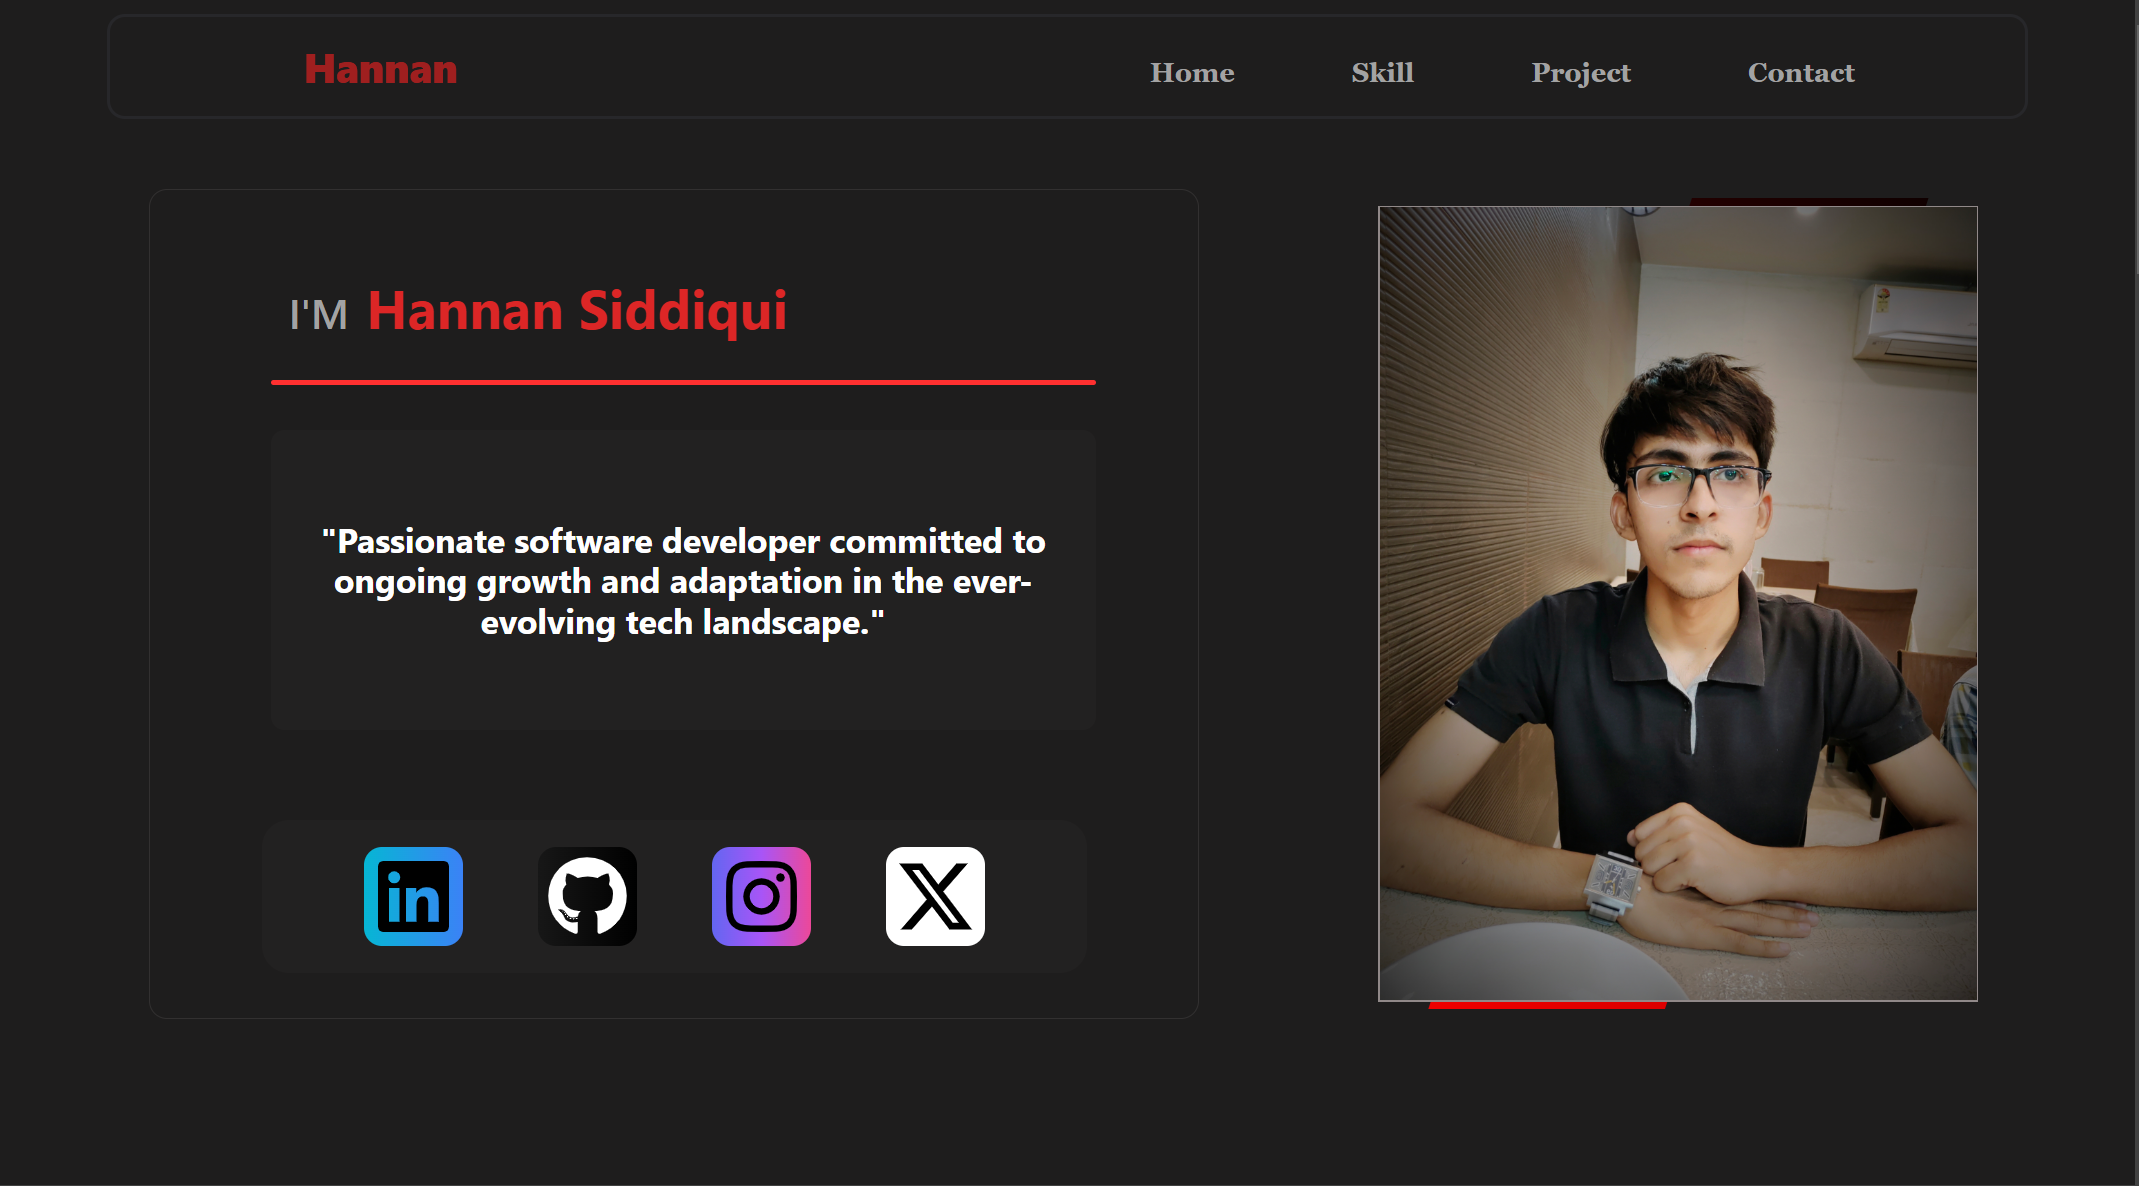 Hannan
Home Skill Project Contact
I'M Hannan Siddiqui
"Passionate software developer committed to
ongoing growth and adaptation in the ever-
evolving tech landscape."
in
X